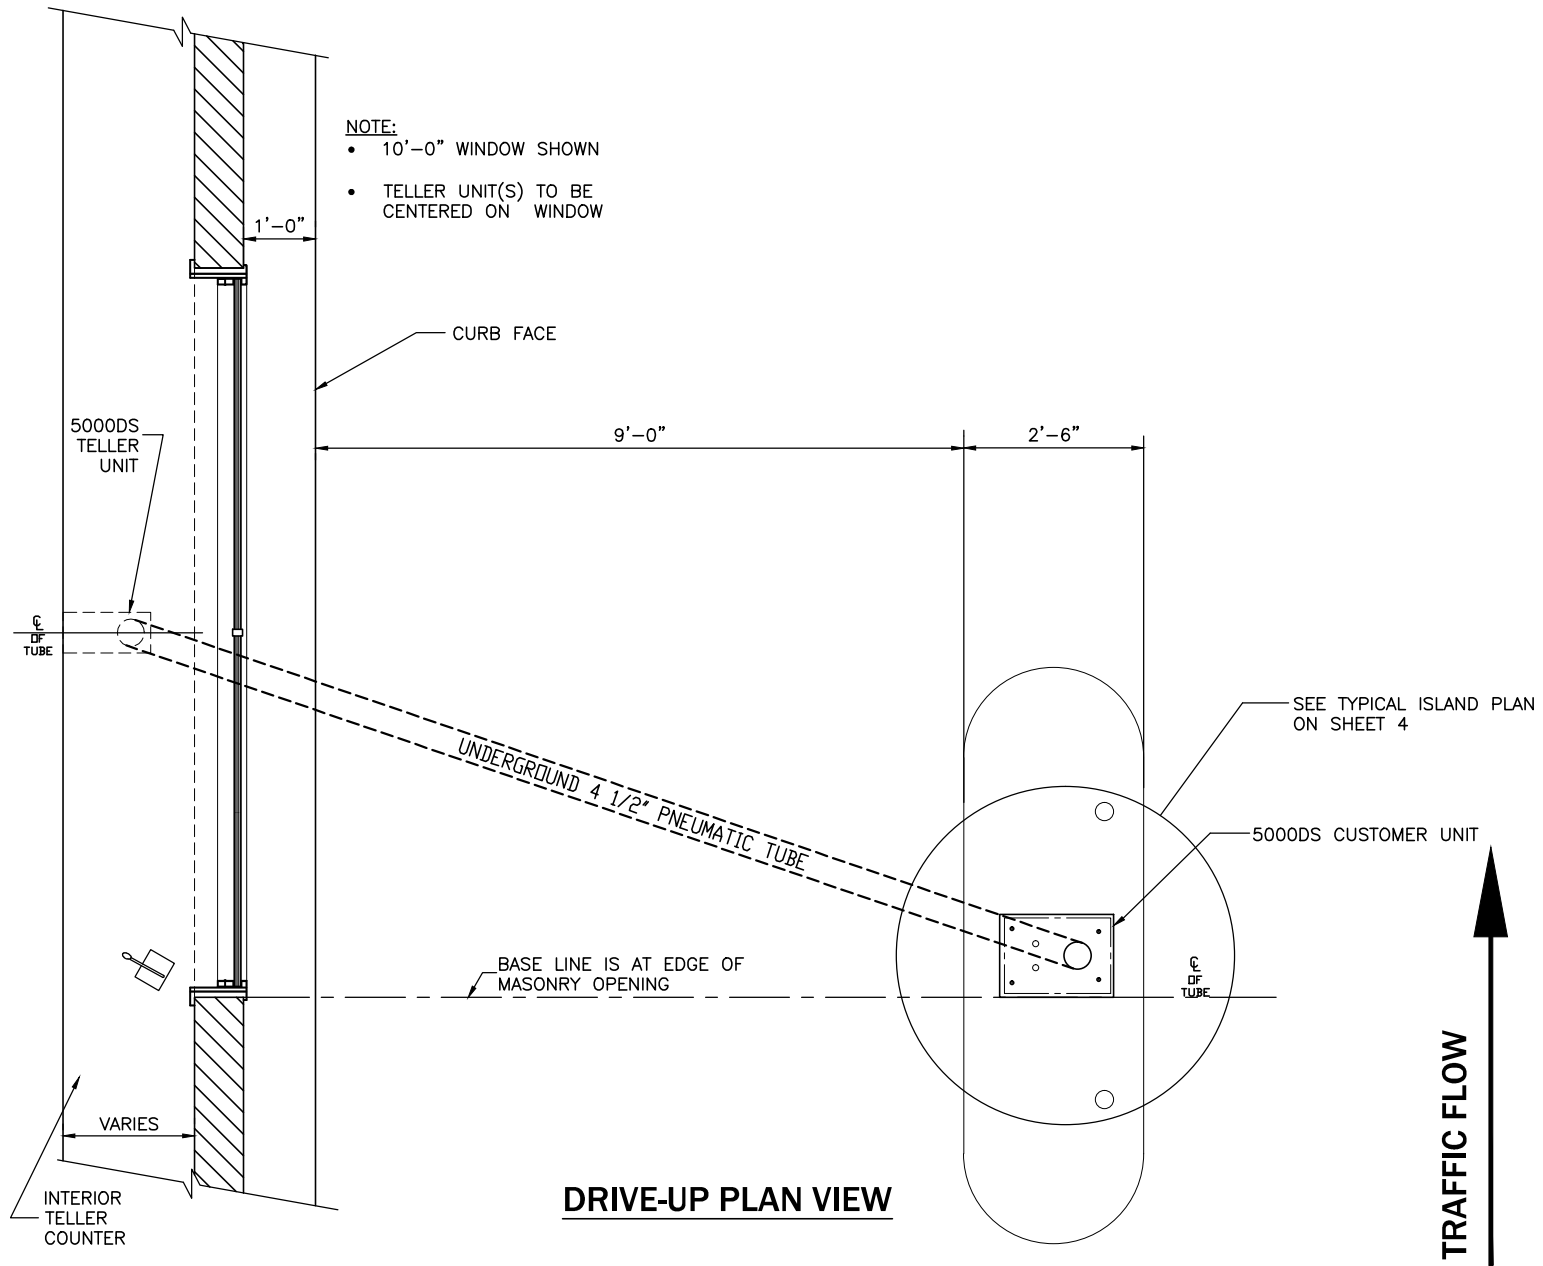 NOTE:
• 10'-0" WINDOW SHOWN
• TELLER UNIT(S) TO BE
CENTERED ON WINDOW
1'-0"
CURB FACE
5000DS
TELLER
UNIT
9'-0"
2'-6"
℄
OF
TUBE
SEE TYPICAL ISLAND PLAN
ON SHEET 4
UNDERGROUND 4 1/2" PNEUMATIC TUBE
5000DS CUSTOMER UNIT
BASE LINE IS AT EDGE OF
MASONRY OPENING
℄
OF
TUBE
VARIES
INTERIOR
TELLER
COUNTER
DRIVE-UP PLAN VIEW
TRAFFIC FLOW